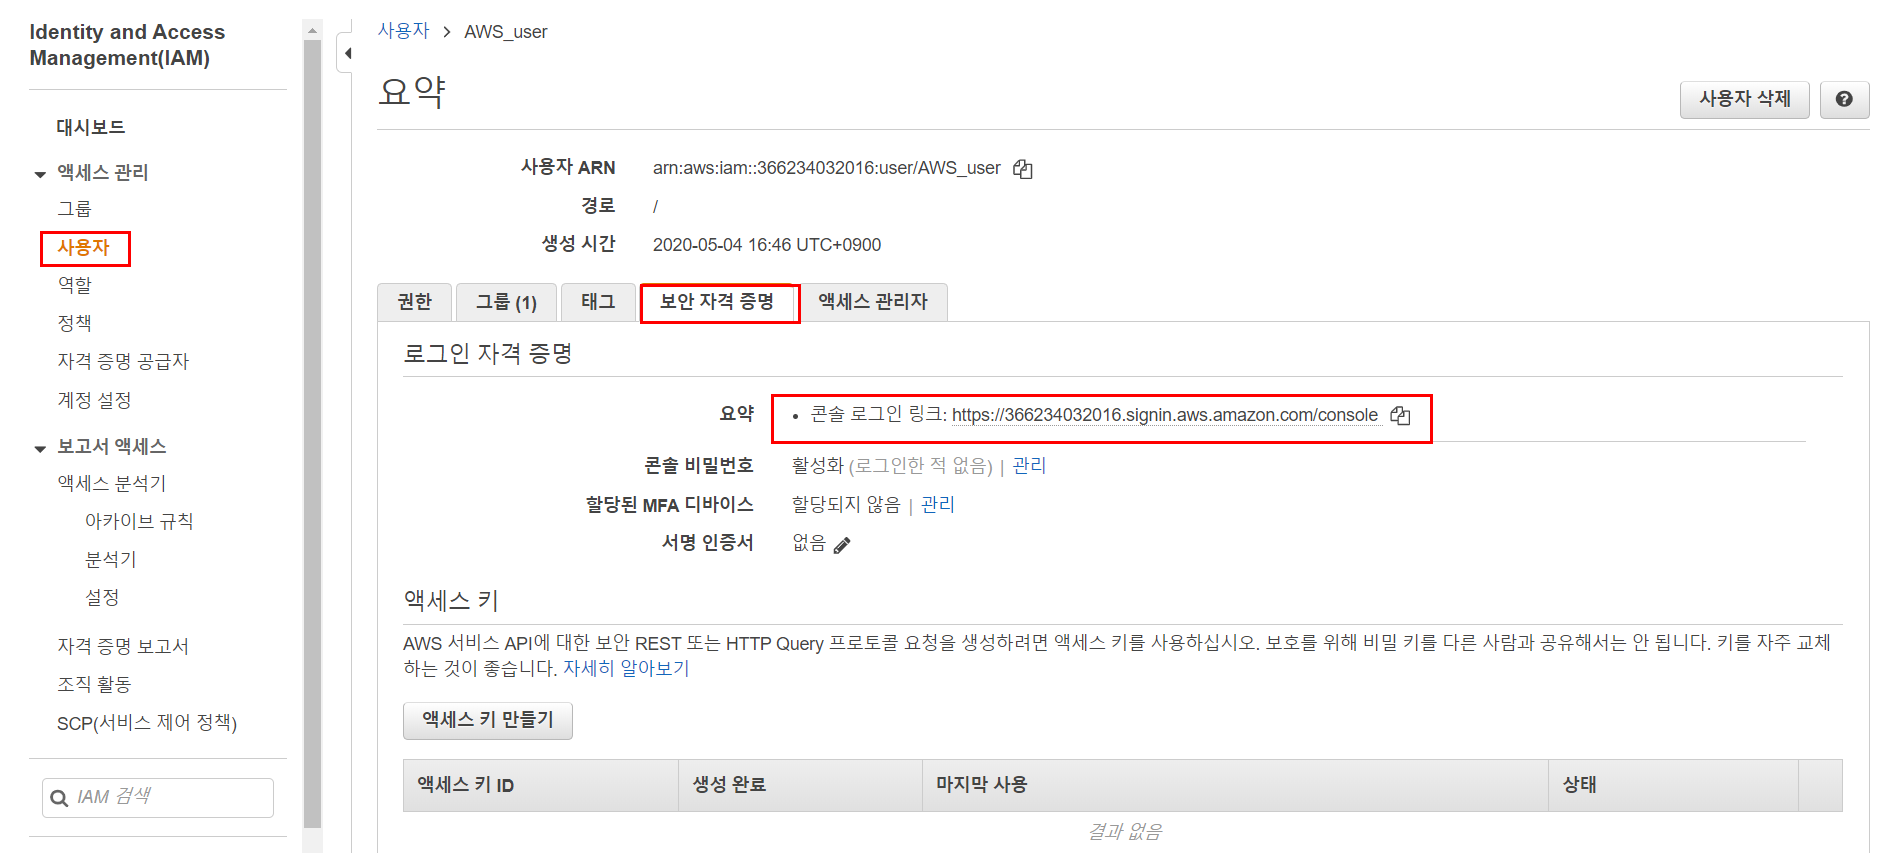 Identity and Access
Management(IAM)
대시보드
액세스 관리
그룹
사용자
역할
정책
자격 증명 공급자
계정 설정
보고서 액세스
액세스 분석기
아카이브 규칙
분석기
설정
자격 증명 보고서
조직 활동
SCP(서비스 제어 정책)
IAM 검색
사용자 > AWS_user
요약
사용자 삭제
사용자 ARN arn:aws:iam::366234032016:user/AWS_user
경로 /
생성 시간 2020-05-04 16:46 UTC+0900
권한 그룹 (1) 태그 보안 자격 증명 액세스 관리자
로그인 자격 증명
요약 • 콘솔 로그인 링크: https://366234032016.signin.aws.amazon.com/console
콘솔 비밀번호 활성화 (로그인한 적 없음) | 관리
할당된 MFA 디바이스 할당되지 않음 | 관리
서명 인증서 없음
액세스 키
AWS 서비스 API에 대한 보안 REST 또는 HTTP Query 프로토콜 요청을 생성하려면 액세스 키를 사용하십시오. 보호를 위해 비밀 키를 다른 사람과 공유해서는 안 됩니다. 키를 자주 교체
하는 것이 좋습니다. 자세히 알아보기
액세스 키 만들기
액세스 키 ID 생성 완료 마지막 사용 상태
결과 없음